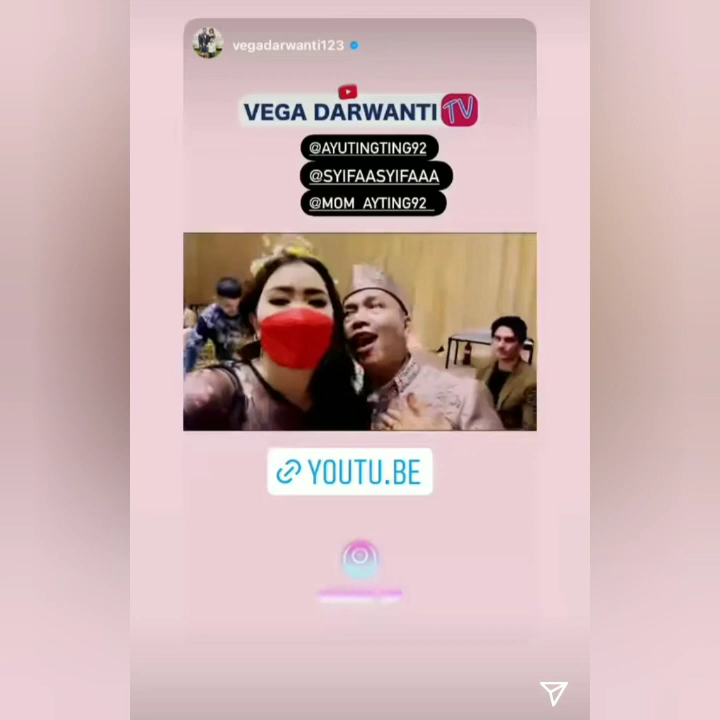 vegadarwanti123
VEGA DARWANTI TV
@AYUTINGTING92
@SYIFAASYIFAAA
@MOM_AYTING92_
YOUTU.BE